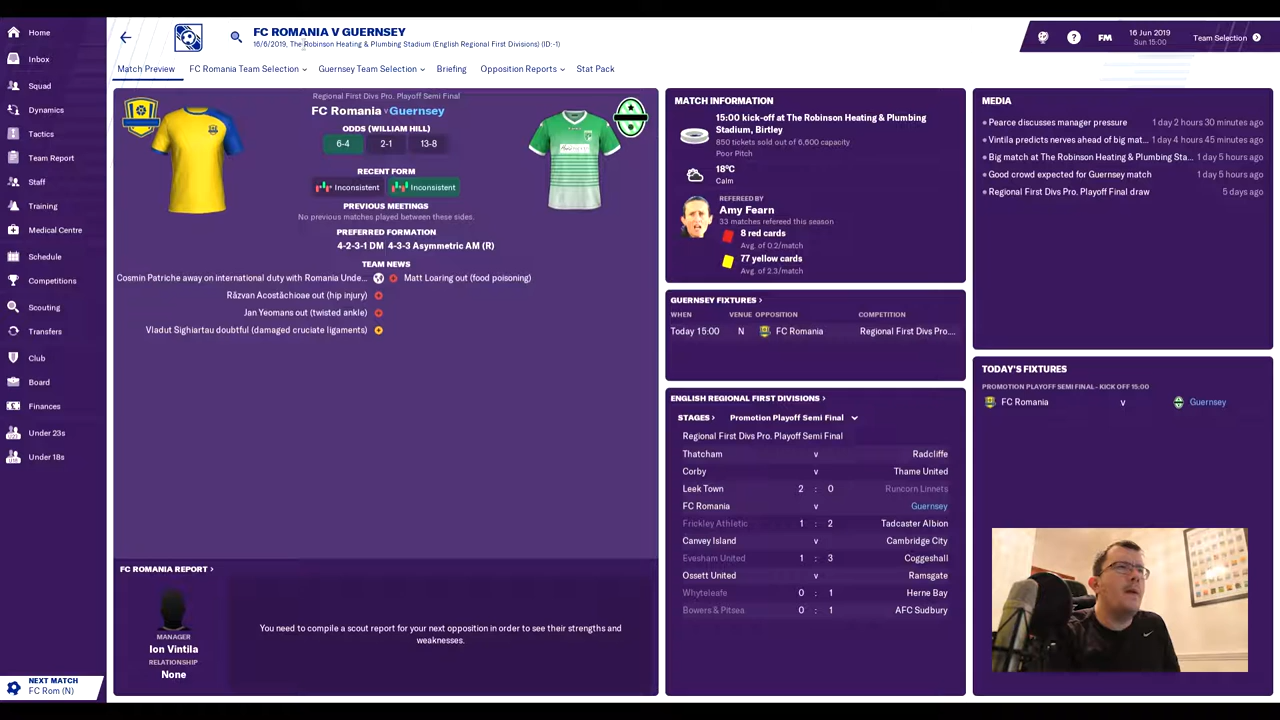 FC ROMANIA V GUERNSEY
16/6/2019, The Robinson Heating & Plumbing Stadium (English Regional First Divisions) (ID:-1)
FM
16 Jun 2019
Sun 15:00
Team Selection
Home
Inbox
Squad
Dynamics
Tactics
Team Report
Staff
Training
Medical Centre
Schedule
Competitions
Scouting
Transfers
Club
Board
Finances
Under 23s
Under 18s
NEXT MATCH
FC Rom (N)
Match Preview
FC Romania Team Selection
Guernsey Team Selection
Briefing
Opposition Reports
Stat Pack
Regional First Divs Pro. Playoff Semi Final
FC Romania v Guernsey
ODDS (WILLIAM HILL)
6-4 2-1 13-8
RECENT FORM
Inconsistent Inconsistent
PREVIOUS MEETINGS
No previous matches played between these sides.
PREFERRED FORMATION
4-2-3-1 DM 4-3-3 Asymmetric AM (R)
TEAM NEWS
Cosmin Patriche away on international duty with Romania Unde... Matt Loaring out (food poisoning)
Răzvan Acostăchioae out (hip injury)
Jan Yeomans out (twisted ankle)
Vladut Sighiartau doubtful (damaged cruciate ligaments)
FC ROMANIA REPORT >
MANAGER
Ion Vintila
RELATIONSHIP
None
You need to compile a scout report for your next opposition in order to see their strengths and
weaknesses.
MATCH INFORMATION
15:00 kick-off at The Robinson Heating & Plumbing
Stadium, Birtley
850 tickets sold out of 6,600 capacity
Poor Pitch
18°C
Calm
REFEREED BY
Amy Fearn
33 matches refereed this season
8 red cards
Avg. of 0.2/match
77 yellow cards
Avg. of 2.3/match
GUERNSEY FIXTURES >
WHEN VENUE OPPOSITION COMPETITION
Today 15:00 N FC Romania Regional First Divs Pro....
ENGLISH REGIONAL FIRST DIVISIONS >
STAGES > Promotion Playoff Semi Final
Regional First Divs Pro. Playoff Semi Final
Thatcham v Radcliffe
Corby v Thame United
Leek Town 2 : 0 Runcorn Linnets
FC Romania v Guernsey
Frickley Athletic 1 : 2 Tadcaster Albion
Canvey Island v Cambridge City
Evesham United 1 : 3 Coggeshall
Ossett United v Ramsgate
Whyteleafe 0 : 1 Herne Bay
Bowers & Pitsea 0 : 1 AFC Sudbury
MEDIA
Pearce discusses manager pressure 1 day 2 hours 30 minutes ago
Vintila predicts nerves ahead of big mat... 1 day 4 hours 45 minutes ago
Big match at The Robinson Heating & Plumbing Sta... 1 day 5 hours ago
Good crowd expected for Guernsey match 1 day 5 hours ago
Regional First Divs Pro. Playoff Final draw 5 days ago
TODAY'S FIXTURES
PROMOTION PLAYOFF SEMI FINAL - KICK OFF 15:00
FC Romania v Guernsey